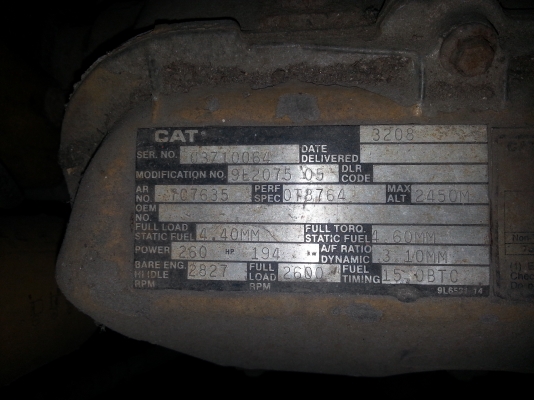 CAT 3208
SER. NO. 03Z10084 DATE DELIVERED
MODIFICATION NO. 9L2075 05 DLR CODE
AR NO. PERF SPEC 0T8764 MAX ALT 2450M
OEM NO.
FULL LOAD STATIC FUEL 4.40MM FULL TORQ. STATIC FUEL 4.60MM
POWER 260 HP 194 A/F RATIO DYNAMIC 3.10MM
BARE ENG. HI IDLE RPM 2827 FULL LOAD RPM 2600 FUEL TIMING 15.0BTC